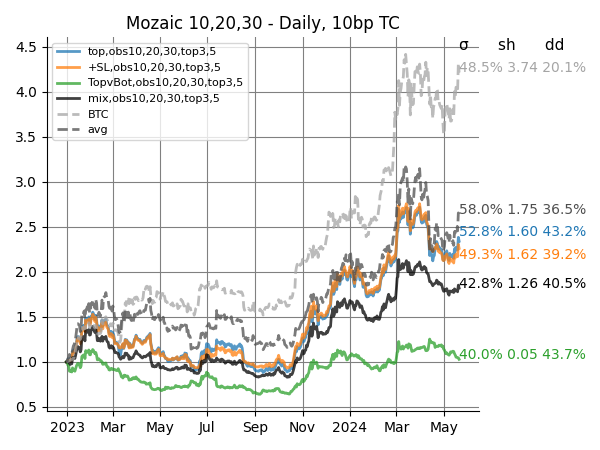 Mozaic 10,20,30 - Daily, 10bp TC
σ sh dd
top,obs10,20,30,top3,5
+SL,obs10,20,30,top3,5
TopvBot,obs10,20,30,top3,5
mix,obs10,20,30,top3,5
BTC
avg
48.5% 3.74 20.1%
58.0% 1.75 36.5%
52.8% 1.60 43.2%
49.3% 1.62 39.2%
42.8% 1.26 40.5%
40.0% 0.05 43.7%
4.5
4.0
3.5
3.0
2.5
2.0
1.5
1.0
0.5
2023 Mar May Jul Sep Nov 2024 Mar May